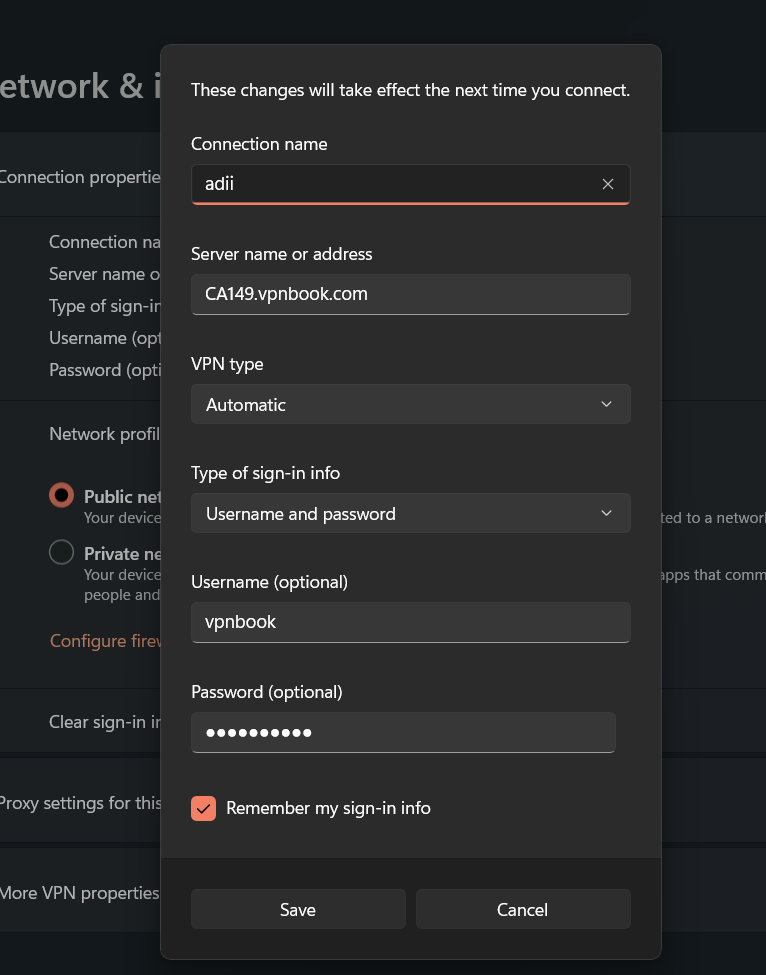 etwork & i
These changes will take effect the next time you connect.
Connection name
adii
Server name or address
CA149.vpnbook.com
VPN type
Automatic
Type of sign-in info
Username and password
Username (optional)
vpnbook
Password (optional)
••••••••••
Remember my sign-in info
Save
Cancel
Connection propertie
Connection na
Server name o
Type of sign-in
Username (opt
Password (opti
Network profil
Public net
Your device
ted to a network
Private ne
Your device
apps that comm
people and
Configure firew
Clear sign-in in
Proxy settings for this
More VPN properties